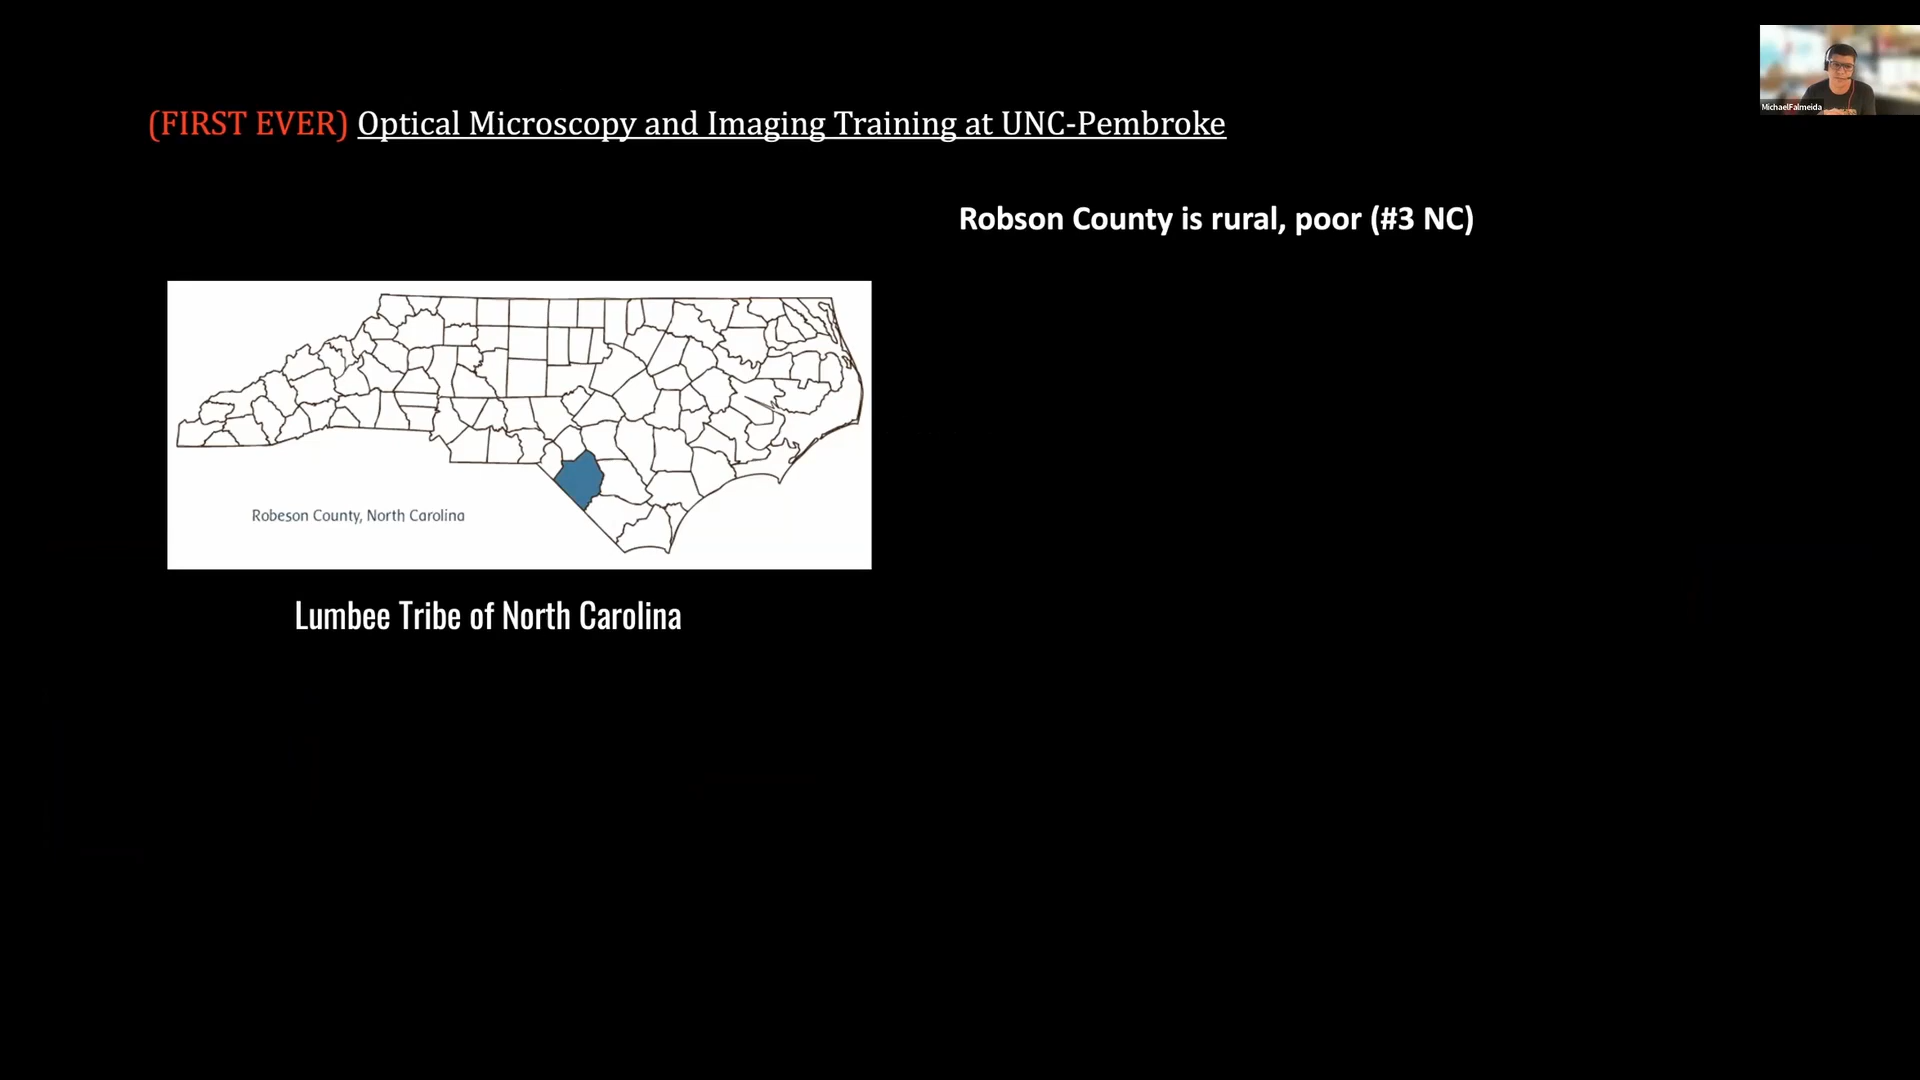 MichaelFalmeida
(FIRST EVER) Optical Microscopy and Imaging Training at UNC-Pembroke
Robson County is rural, poor (#3 NC)
Robeson County, North Carolina
Lumbee Tribe of North Carolina